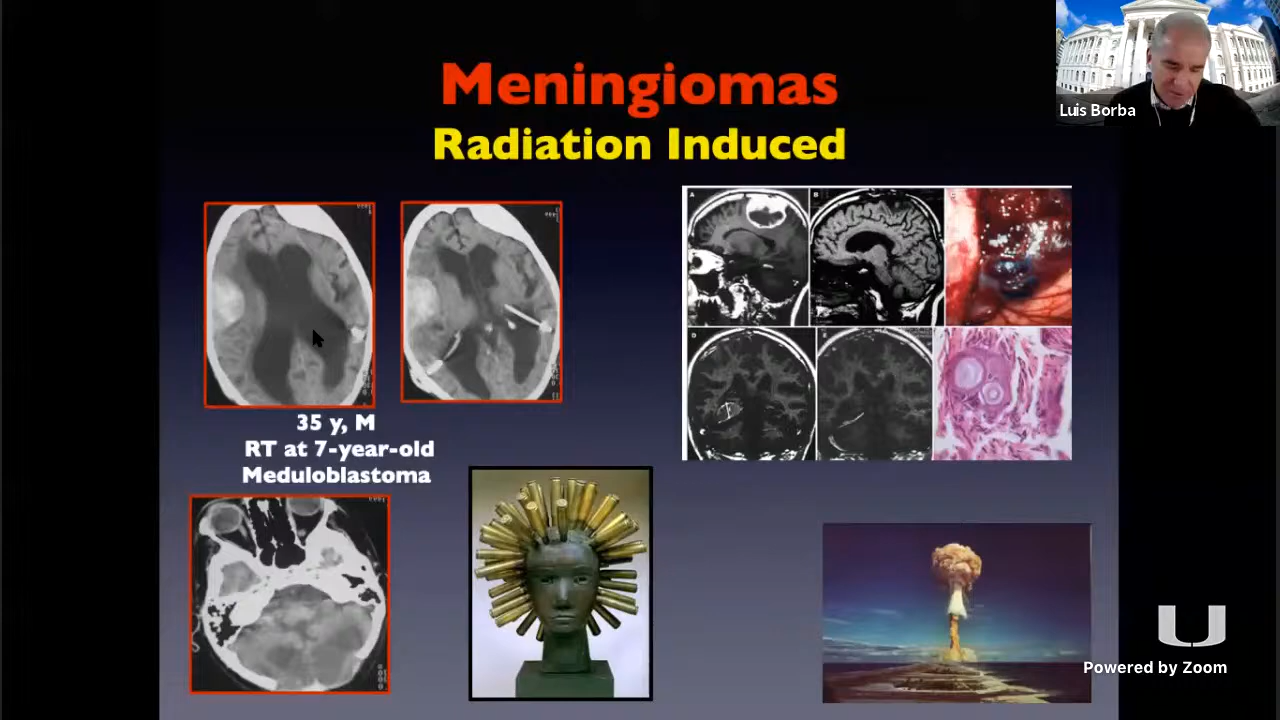 Meningiomas
Radiation Induced
Luis Borba
A
B
C
D
E
35 y, M
RT at 7-year-old
Meduloblastoma
U
Powered by Zoom